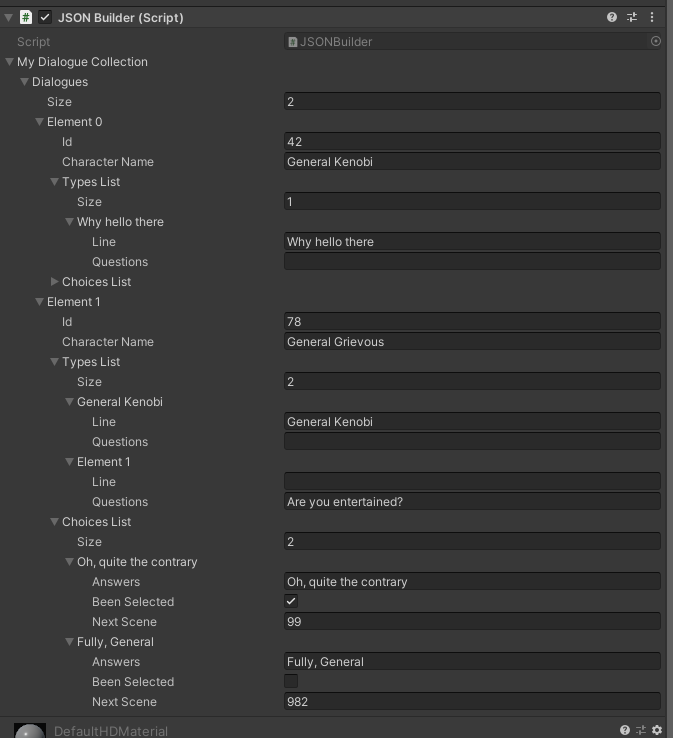 JSON Builder (Script)
Script JSONBuilder
My Dialogue Collection
Dialogues
Size 2
Element 0
Id 42
Character Name General Kenobi
Types List
Size 1
Why hello there
Line Why hello there
Questions
Choices List
Element 1
Id 78
Character Name General Grievous
Types List
Size 2
General Kenobi
Line General Kenobi
Questions
Element 1
Line
Questions Are you entertained?
Choices List
Size 2
Oh, quite the contrary
Answers Oh, quite the contrary
Been Selected
Next Scene 99
Fully, General
Answers Fully, General
Been Selected
Next Scene 982
DefaultHDMaterial